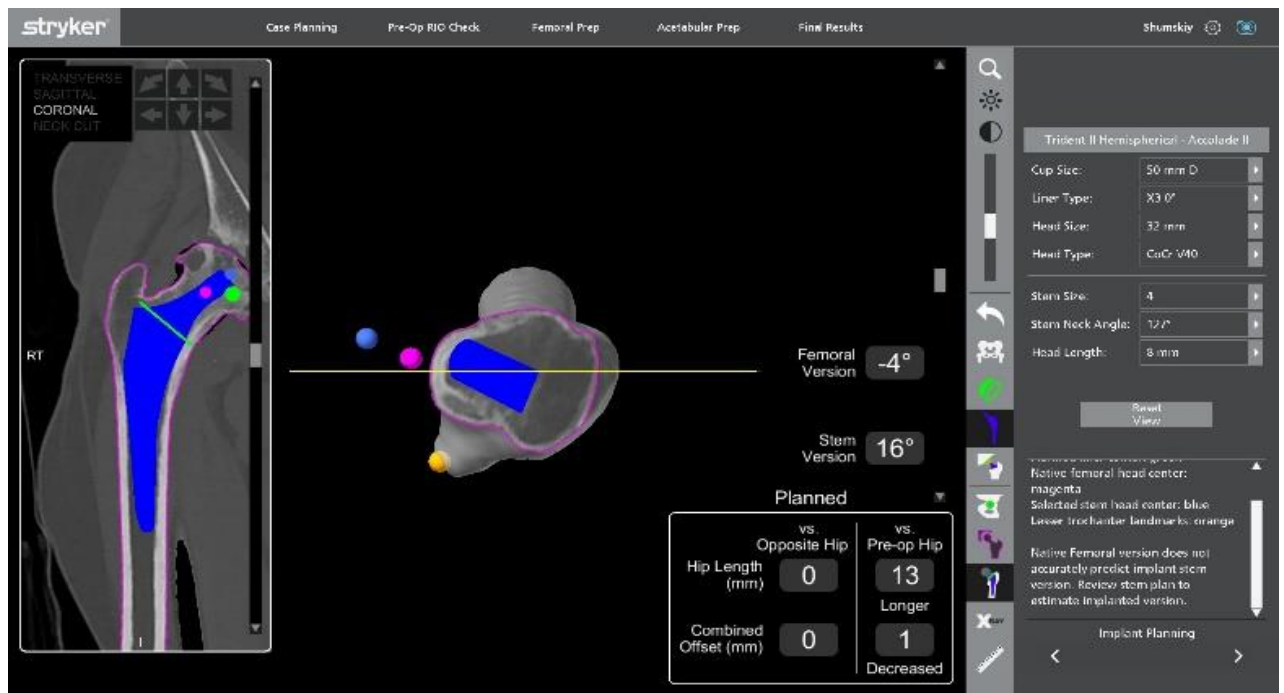 stryker
Case Planning
Pre-Op RIO Check
Femoral Prep
Acetabular Prep
Final Results
Shumskiy
TRANSVERSE
SAGITTAL
CORONAL
NECK CUT
RT
I
Femoral
Version
-4°
Stem
Version
16°
Planned
vs.
Opposite Hip
vs.
Pre-op Hip
Hip Length
(mm)
0
13
Longer
Combined
Offset (mm)
0
1
Decreased
Trident II Hemispherical - Accolade II
Cup Size: 50 mm D
Liner Type: X3 0°
Head Size: 32 mm
Head Type: CoCr V40
Stem Size: 4
Stem Neck Angle: 127°
Head Length: 8 mm
Reset
View
Native femoral head center:
magenta
Selected stem head center: blue
Lesser trochanter landmarks: orange
Native Femoral version does not
accurately predict implant stem
version. Review stem plan to
estimate implanted version.
Implant Planning